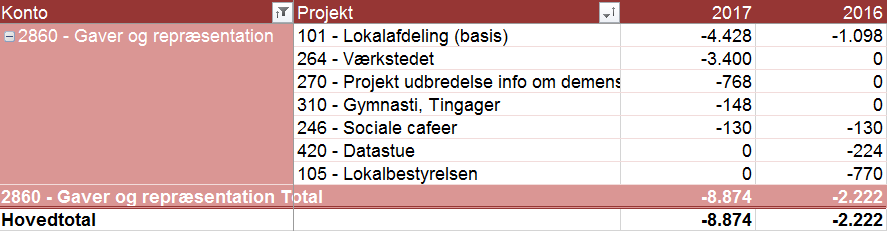 Konto Projekt 2017 2016
2860 - Gaver og repræsentation 101 - Lokalafdeling (basis) -4.428 -1.098
264 - Værkstedet -3.400 0
270 - Projekt udbredelse info om demens -768 0
310 - Gymnasti, Tingager -148 0
246 - Sociale cafeer -130 -130
420 - Datastue 0 -224
105 - Lokalbestyrelsen 0 -770
2860 - Gaver og repræsentation Total -8.874 -2.222
Hovedtotal -8.874 -2.222